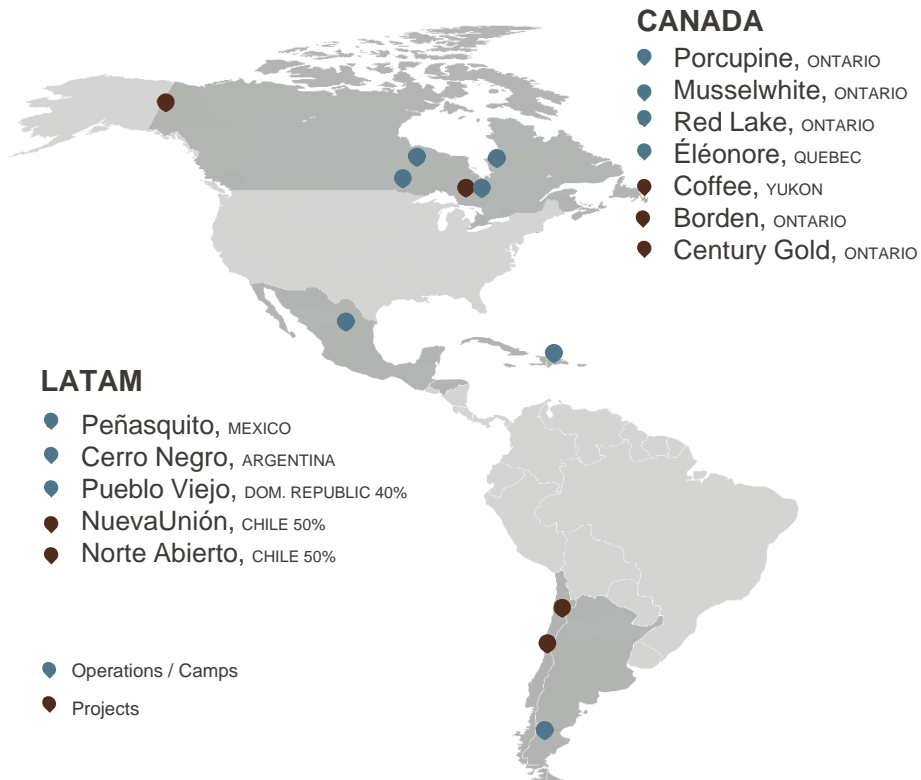 CANADA
Porcupine, ONTARIO
Musselwhite, ONTARIO
Red Lake, ONTARIO
Éléonore, QUEBEC
Coffee, YUKON
Borden, ONTARIO
Century Gold, ONTARIO
LATAM
Peñasquito, MEXICO
Cerro Negro, ARGENTINA
Pueblo Viejo, DOM. REPUBLIC 40%
NuevaUnión, CHILE 50%
Norte Abierto, CHILE 50%
Operations / Camps
Projects